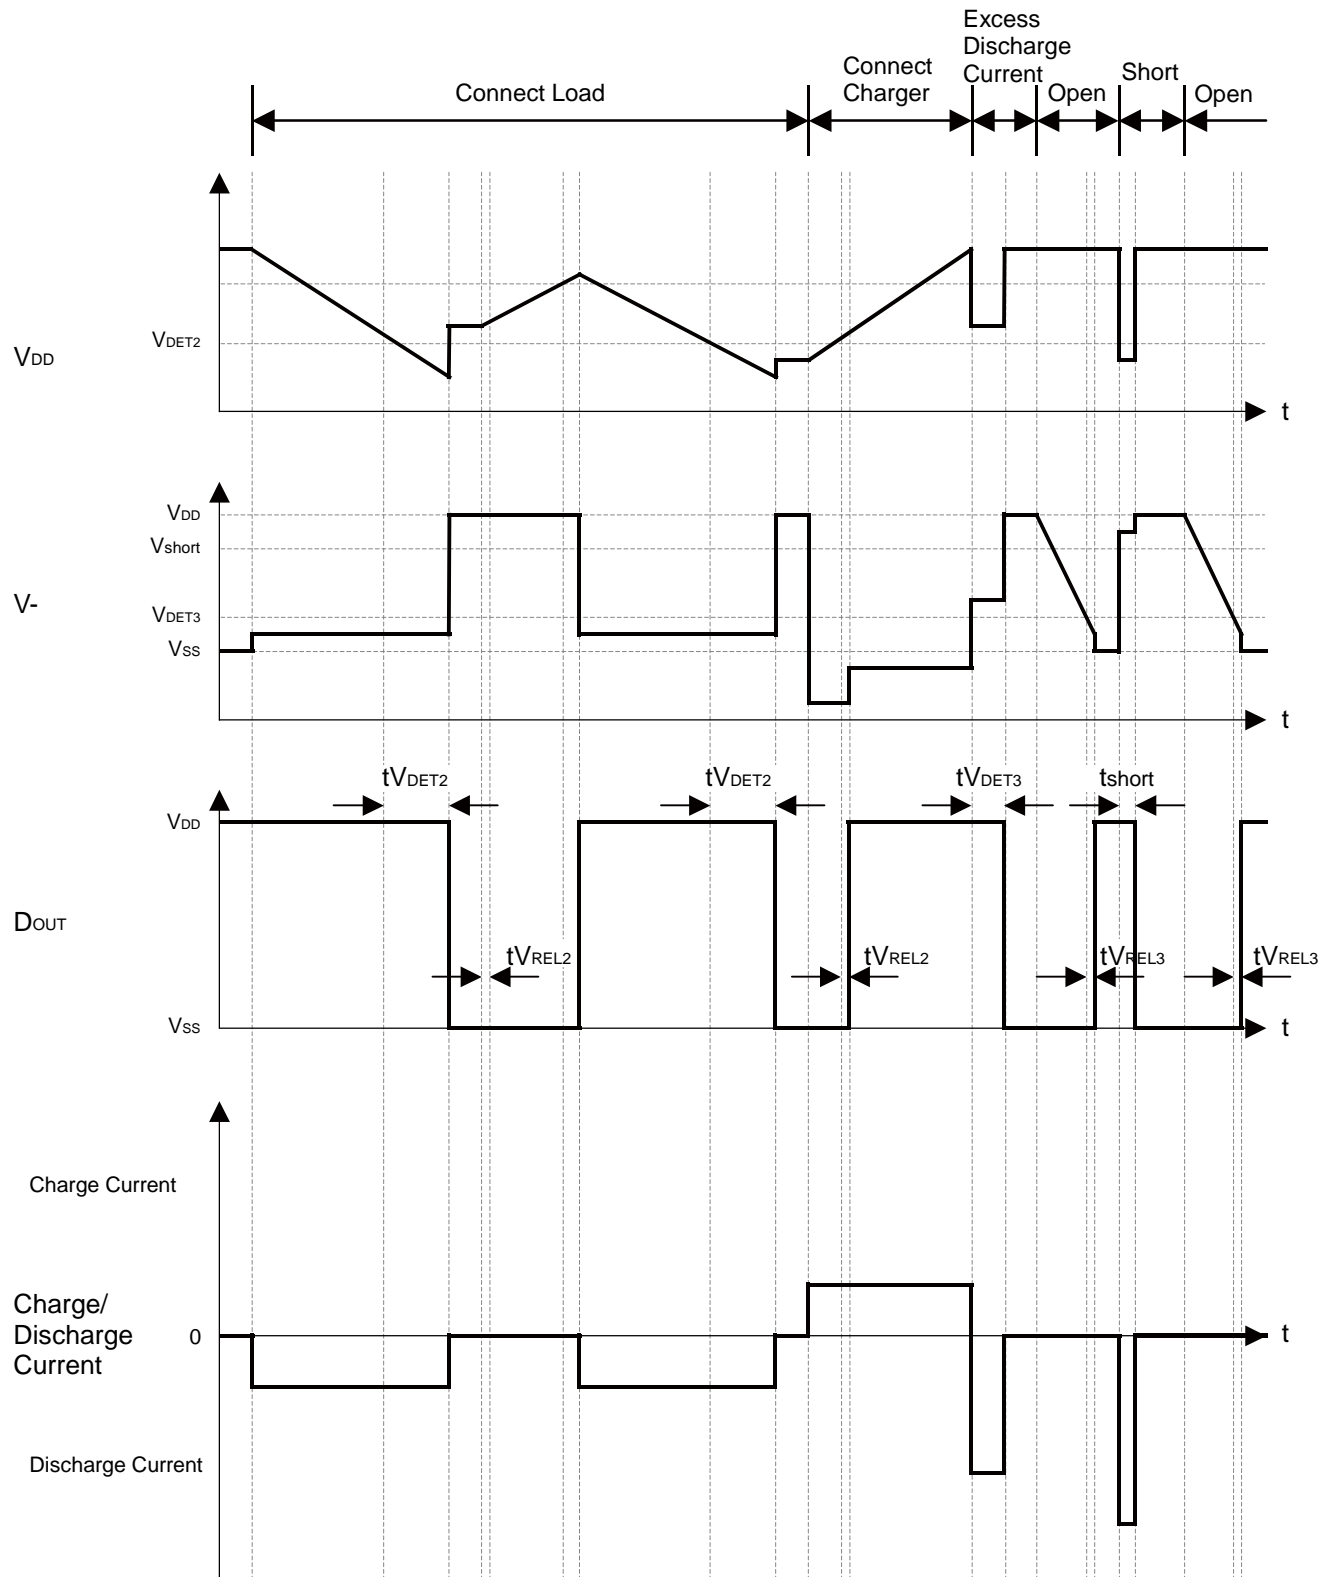 Excess
Discharge
Current
Connect
Charger
Short
Connect Load
Open
Open
VDET2
VDD
t
VDD
Vshort
V-
VDET3
VSS
t
tVDET2
tVDET2
tVDET3
tshort
VDD
DOUT
tVREL2
tVREL2
tVREL3
tVREL3
VSS
t
Charge Current
Charge/
Discharge
Current
0
t
Discharge Current